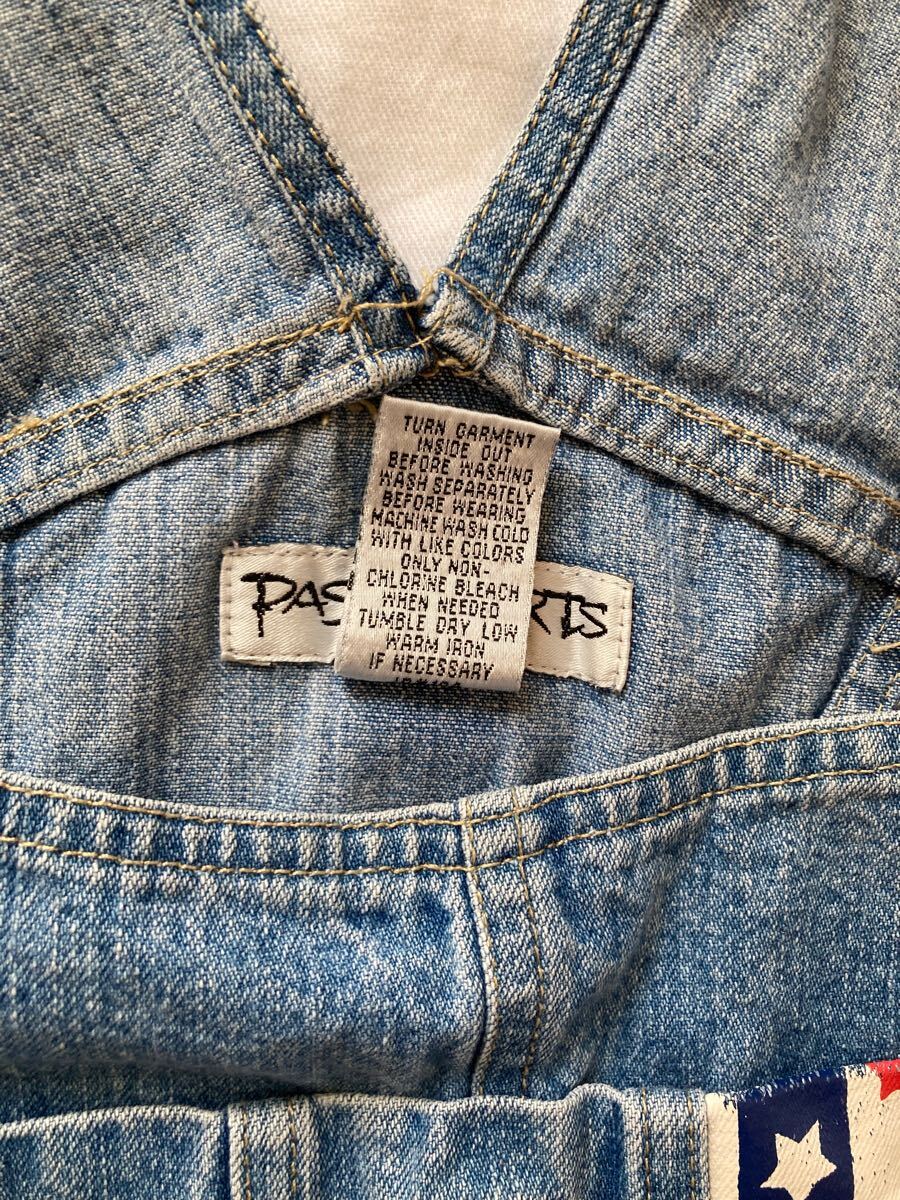 TURN GARMENT
INSIDE OUT
BEFORE WASHING
WASH SEPARATELY
BEFORE WEARING
MACHINE WASH COLD
WITH LIKE COLORS
ONLY NON-
CHLORINE BLEACH
WHEN NEEDED
TUMBLE DRY LOW
WARM IRON
IF NECESSARY